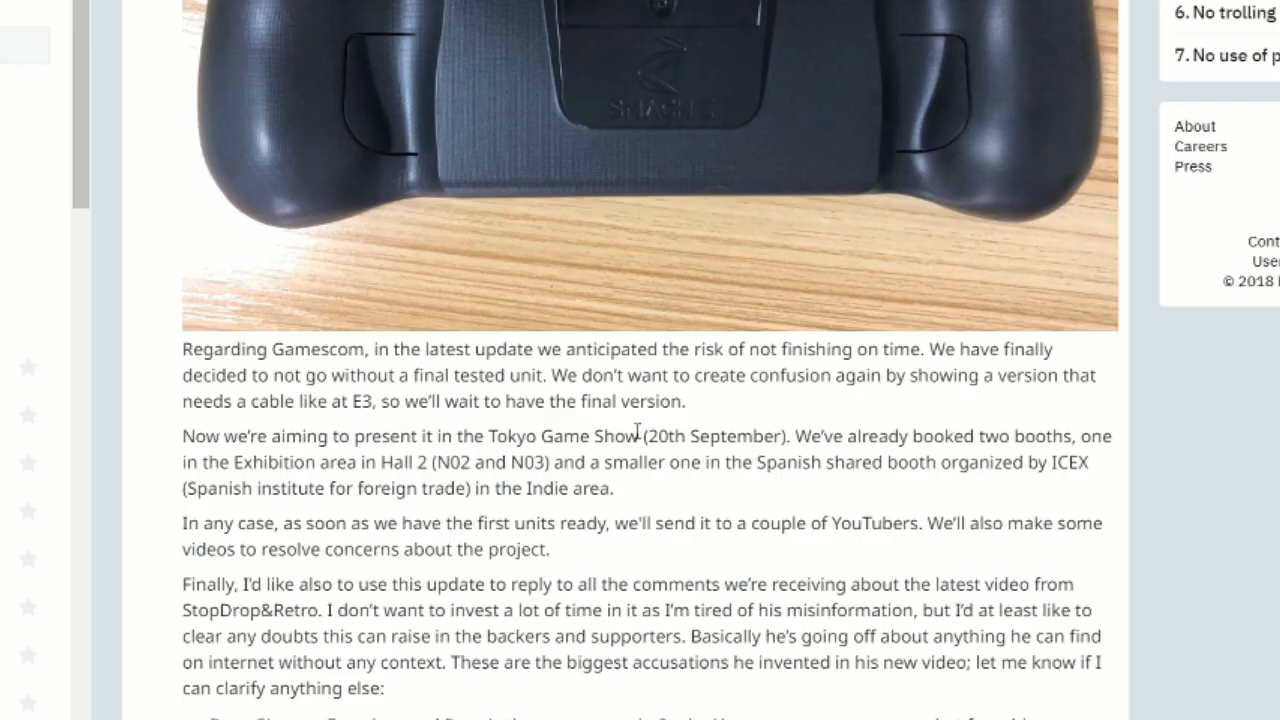 SMACH Z
6. No trolling
7. No use of
About
Careers
Press
© 2018
Regarding Gamescom, in the latest update we anticipated the risk of not finishing on time. We have finally
decided to not go without a final tested unit. We don’t want to create confusion again by showing a version that
needs a cable like at E3, so we’ll wait to have the final version.
Now we’re aiming to present it in the Tokyo Game Show (20th September). We’ve already booked two booths, one
in the Exhibition area in Hall 2 (N02 and N03) and a smaller one in the Spanish shared booth organized by ICEX
(Spanish institute for foreign trade) in the Indie area.
In any case, as soon as we have the first units ready, we'll send it to a couple of YouTubers. We’ll also make some
videos to resolve concerns about the project.
Finally, I’d like also to use this update to reply to all the comments we’re receiving about the latest video from
StopDrop&Retro. I don’t want to invest a lot of time in it as I’m tired of his misinformation, but I’d at least like to
clear any doubts this can raise in the backers and supporters. Basically he’s going off about anything he can find
on internet without any context. These are the biggest accusations he invented in his new video; let me know if I
can clarify anything else: